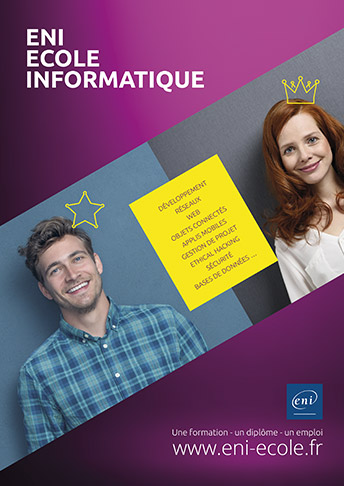 ENI
ECOLE
INFORMATIQUE
DÉVELOPPEMENT
RÉSEAUX
WEB
OBJETS CONNECTÉS
APPLIS MOBILES
GESTION DE PROJET
ETHICAL HACKING
SÉCURITÉ
BASES DE DONNÉES ...
eni
Une formation - un diplôme - un emploi
www.eni-ecole.fr